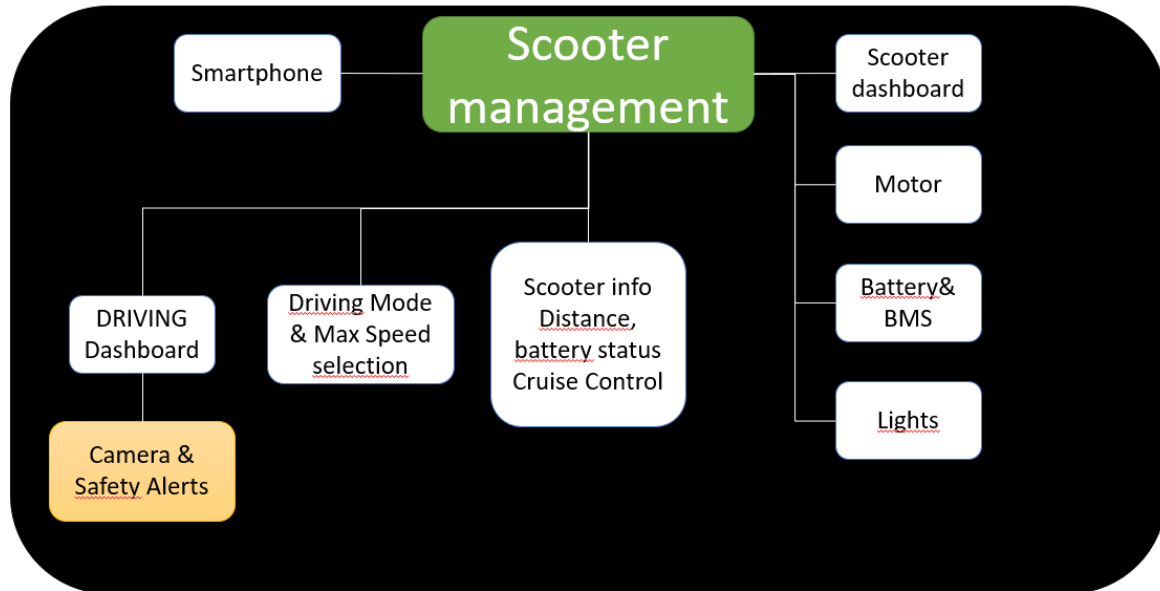 Smartphone
Scooter
management
Scooter
dashboard
Motor
Battery&
BMS
Lights
DRIVING
Dashboard
Driving Mode
& Max Speed
selection
Scooter info
Distance,
battery status
Cruise Control
Camera &
Safety Alerts